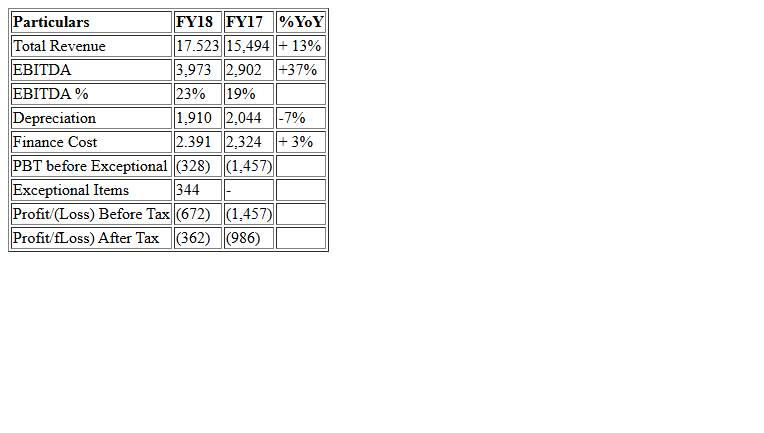 Particulars FY18 FY17 %YoY
Total Revenue 17.523 15,494 + 13%
EBITDA 3,973 2,902 +37%
EBITDA % 23% 19%
Depreciation 1,910 2,044 -7%
Finance Cost 2.391 2,324 + 3%
PBT before Exceptional (328) (1,457)
Exceptional Items 344 -
Profit/(Loss) Before Tax (672) (1,457)
Profit/fLoss) After Tax (362) (986)